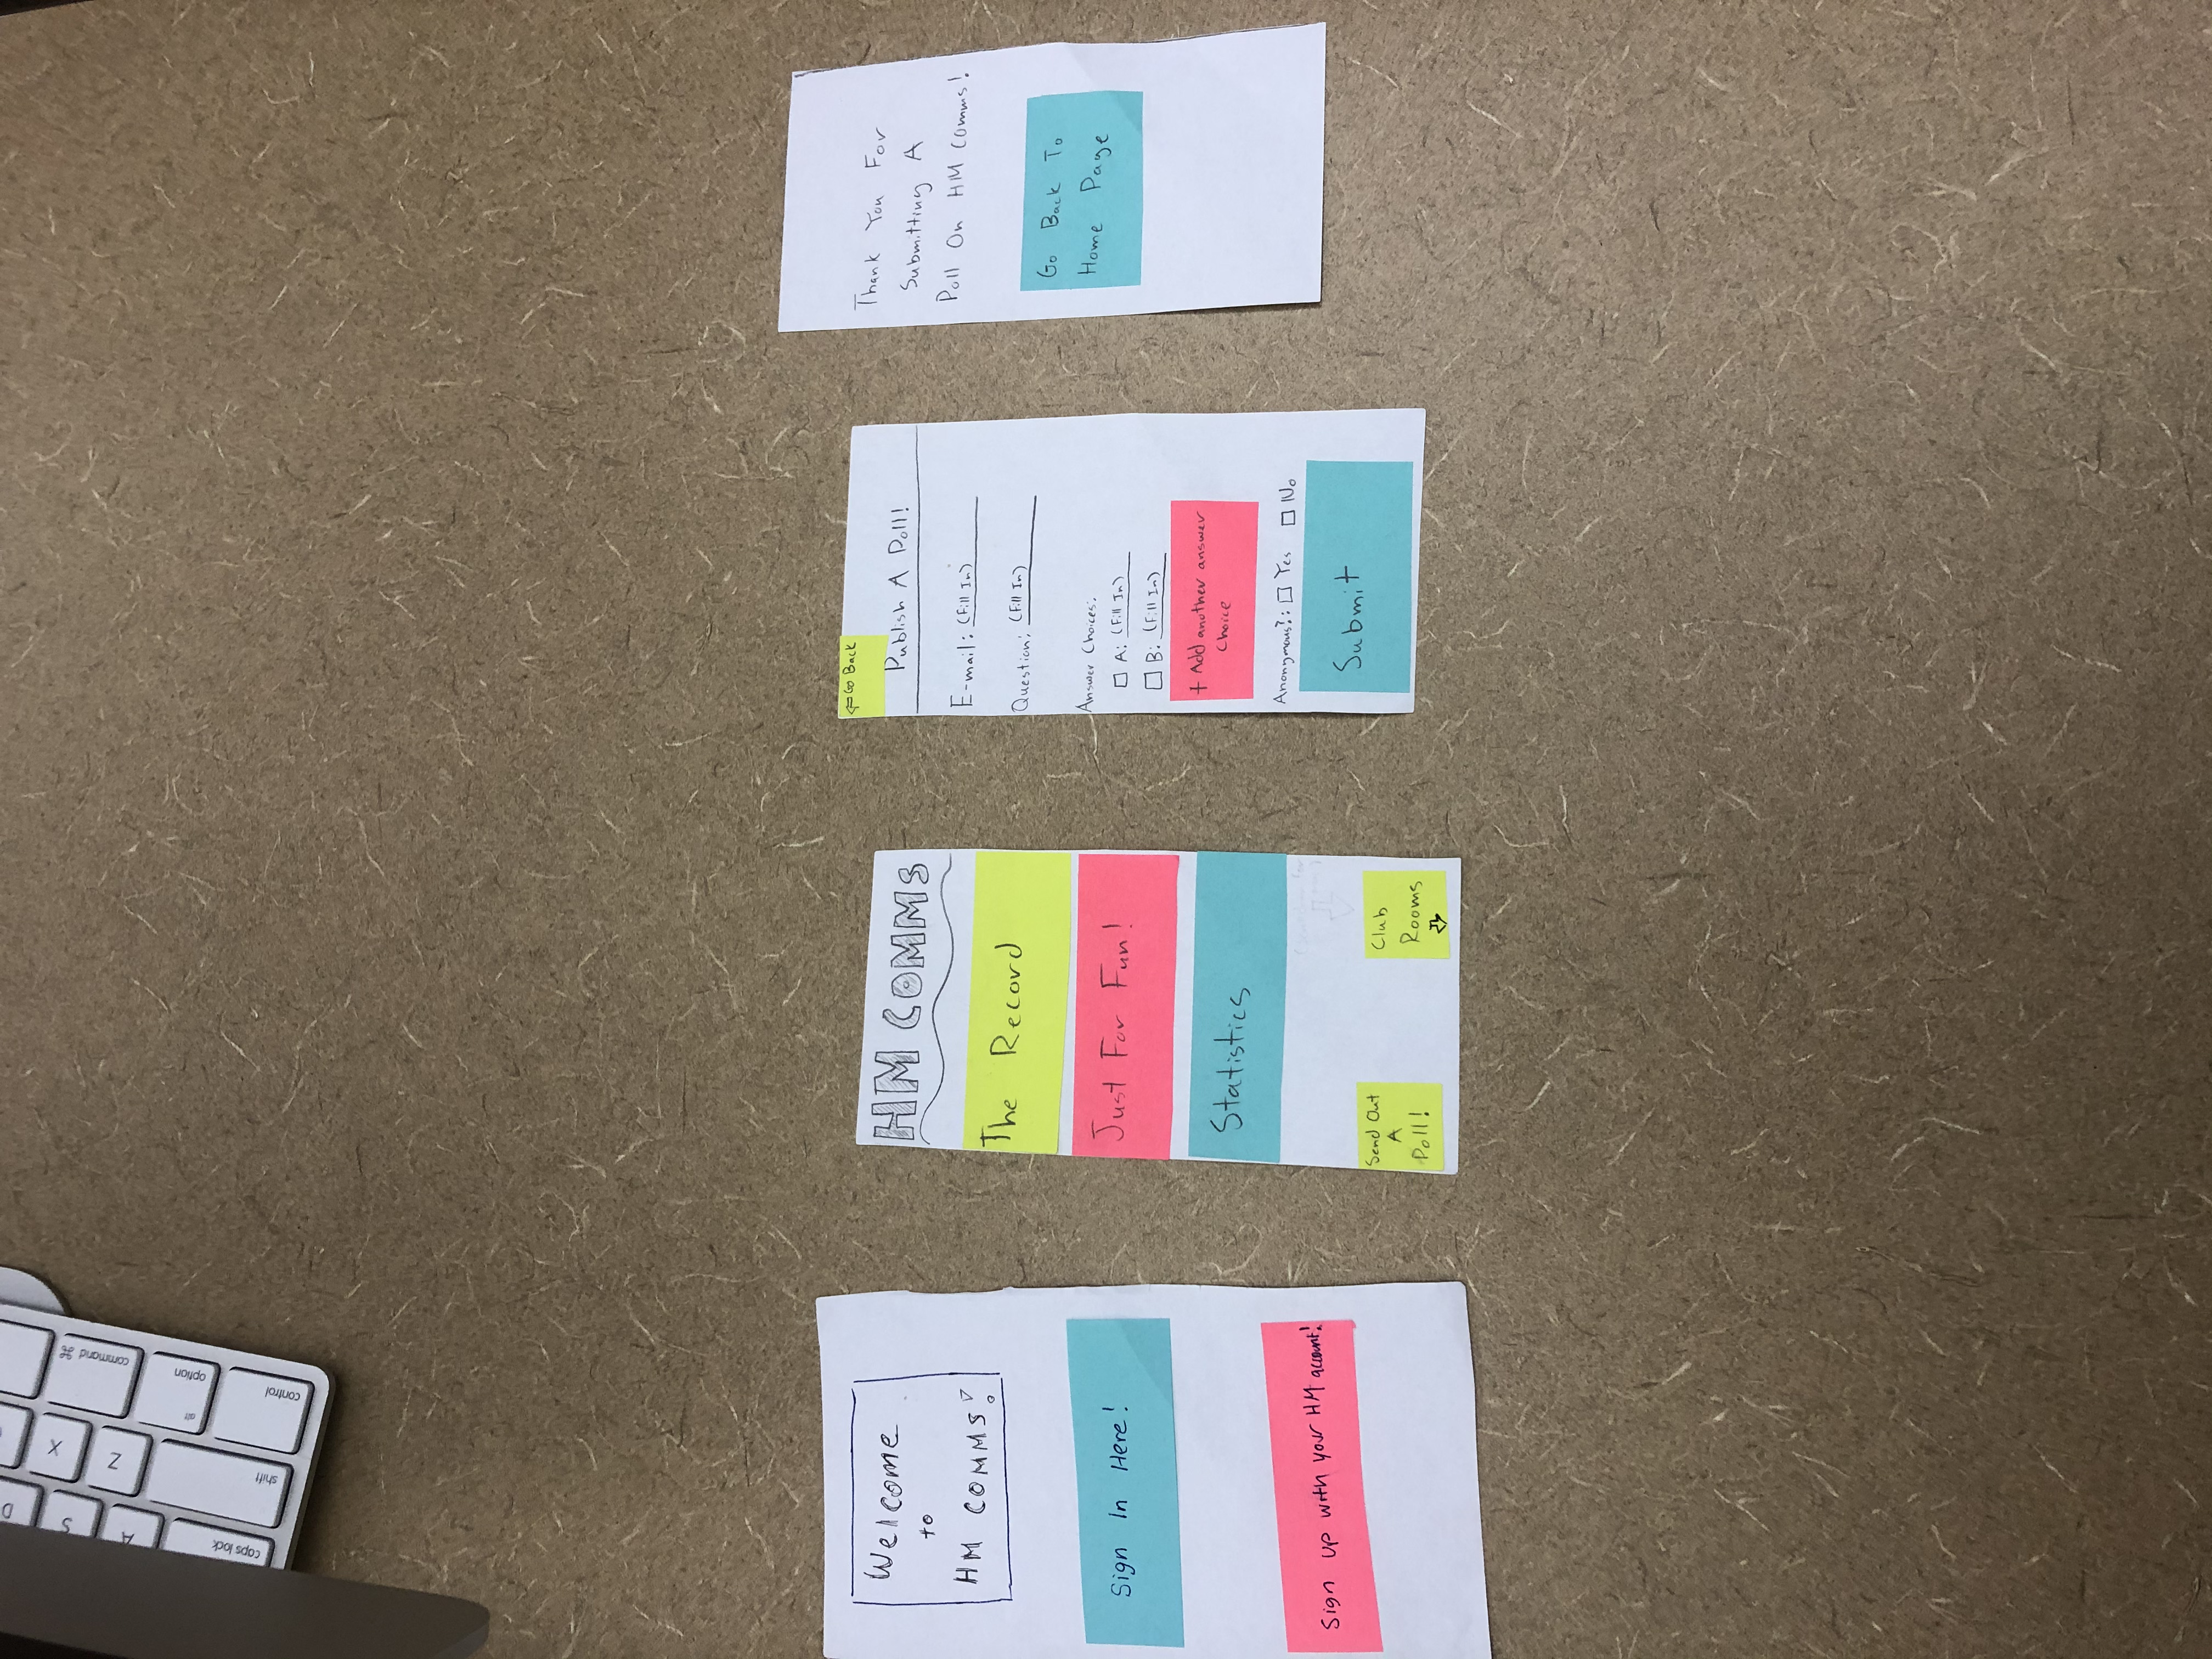 D
S
X
command ⌘
A
Z
alt
option
caps lock
shift
control
Welcome
to
HM COMMS!
Sign In Here!
Sign up with your HM account!
HM COMMS
The Record
Just For Fun!
Statistics
Send Out
A
Poll!
Club
Rooms
⇩
⇦ Go Back
Publish A Poll!
E-mail: (Fill In)
Question: (Fill In)
Answer Choices:
☐ A: (Fill In)
☐ B: (Fill In)
+ Add another answer
choice
Anonymous?: ☐ Yes ☐ No
Submit
Thank You For
Submitting A
Poll On HM Comms!
Go Back To
Home Page